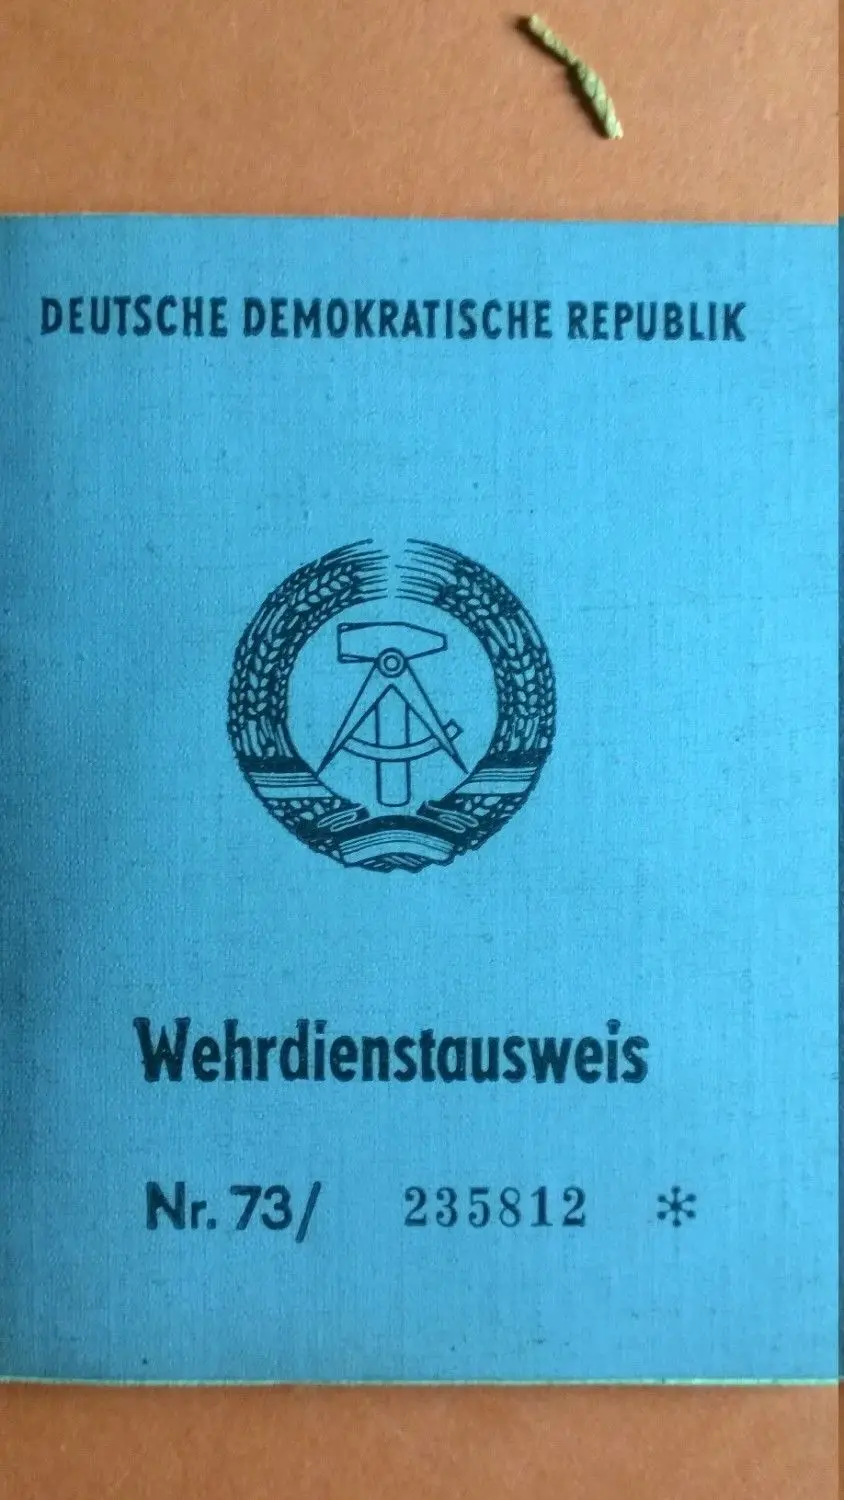 DEUTSCHE DEMOKRATISCHE REPUBLIK
Wehrdienstausweis
Nr. 73/ 235812 *